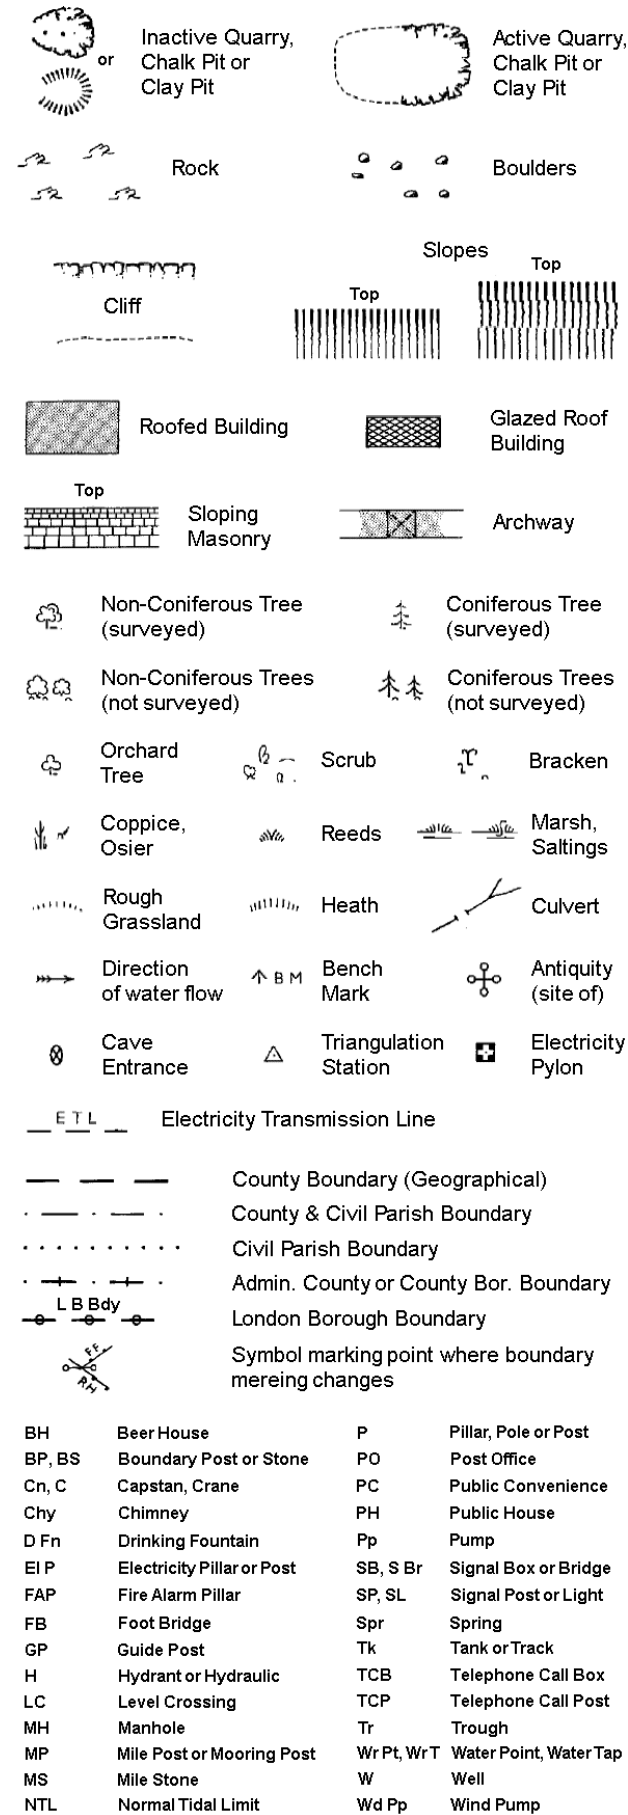 or
Inactive Quarry,
Chalk Pit or
Clay Pit
Active Quarry,
Chalk Pit or
Clay Pit
Rock
Boulders
Slopes
Top
Top
Cliff
Roofed Building
Glazed Roof
Building
Top
Sloping
Masonry
Archway
Non-Coniferous Tree
(surveyed)
Coniferous Tree
(surveyed)
Non-Coniferous Trees
(not surveyed)
Coniferous Trees
(not surveyed)
Orchard
Tree
Scrub
Bracken
Coppice,
Osier
Reeds
Marsh,
Saltings
Rough
Grassland
Heath
Culvert
Direction
of water flow
B M
Bench
Mark
Antiquity
(site of)
Cave
Entrance
Triangulation
Station
Electricity
Pylon
E T L
Electricity Transmission Line
County Boundary (Geographical)
County & Civil Parish Boundary
Civil Parish Boundary
Admin. County or County Bor. Boundary
L B Bdy
London Borough Boundary
FF
RH
Symbol marking point where boundary
mereing changes
BH Beer House
P Pillar, Pole or Post
BP, BS Boundary Post or Stone
PO Post Office
Cn, C Capstan, Crane
PC Public Convenience
Chy Chimney
PH Public House
D Fn Drinking Fountain
Pp Pump
El P Electricity Pillar or Post
SB, S Br Signal Box or Bridge
FAP Fire Alarm Pillar
SP, SL Signal Post or Light
FB Foot Bridge
Spr Spring
GP Guide Post
Tk Tank or Track
H Hydrant or Hydraulic
TCB Telephone Call Box
LC Level Crossing
TCP Telephone Call Post
MH Manhole
Tr Trough
MP Mile Post or Mooring Post
Wr Pt, Wr T Water Point, Water Tap
MS Mile Stone
W Well
NTL Normal Tidal Limit
Wd Pp Wind Pump